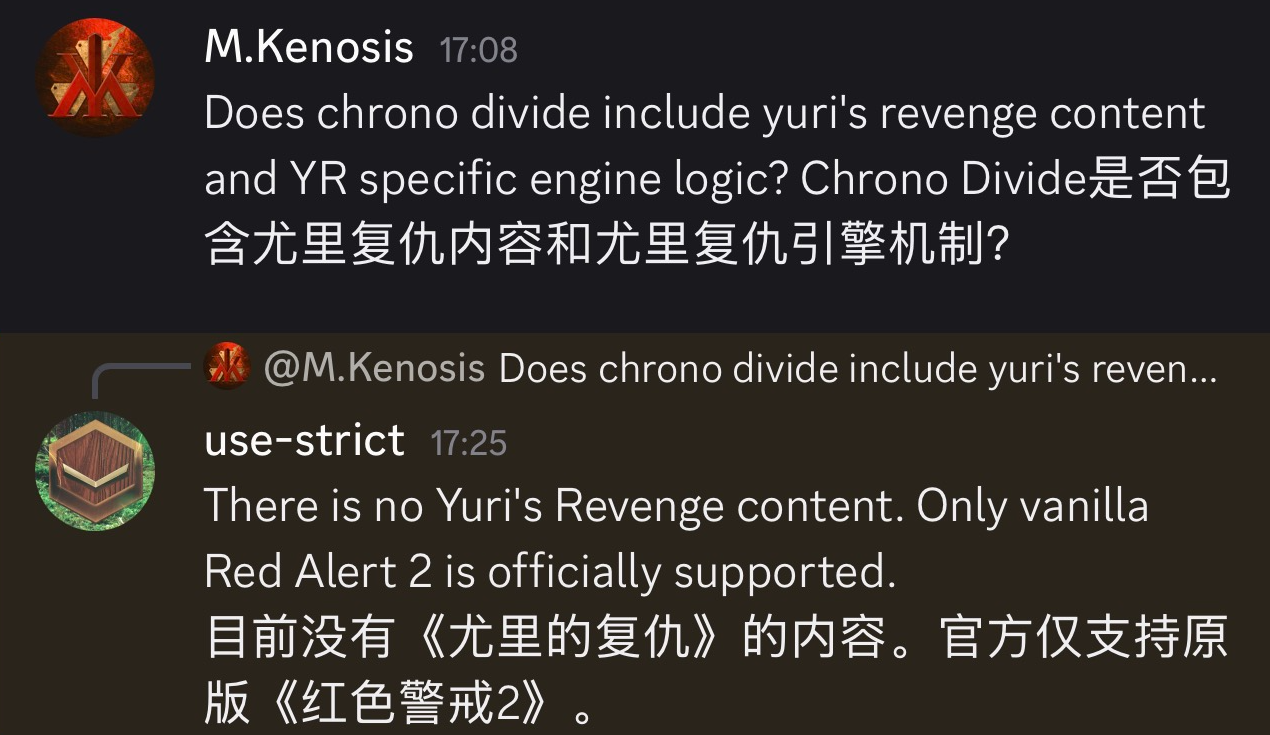 M.Kenosis 17:08
Does chrono divide include yuri's revenge content
and YR specific engine logic? Chrono Divide是否包
含尤里复仇内容和尤里复仇引擎机制?
@M.Kenosis Does chrono divide include yuri's reven...
use-strict 17:25
There is no Yuri's Revenge content. Only vanilla
Red Alert 2 is officially supported.
目前没有《尤里的复仇》的内容。官方仅支持原
版《红色警戒2》。